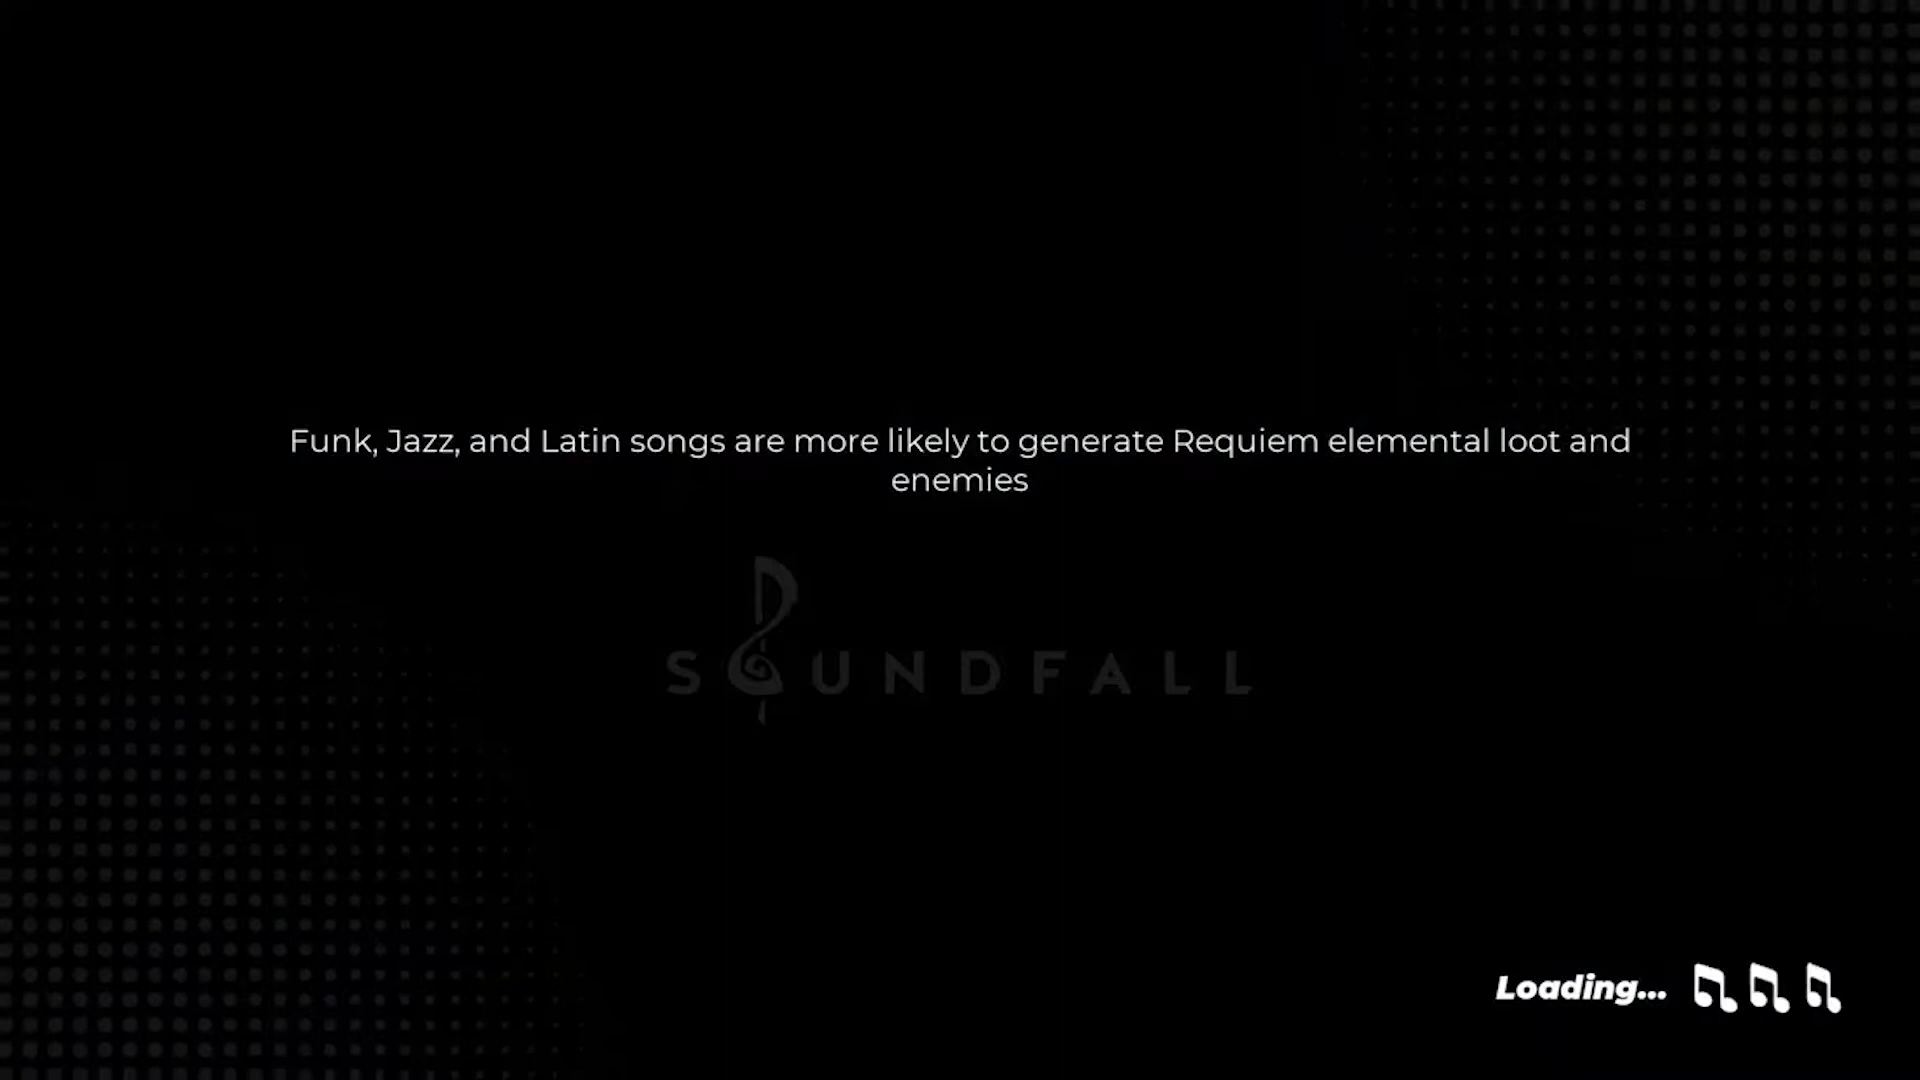 Funk, Jazz, and Latin songs are more likely to generate Requiem elemental loot and
enemies
SOUNDFALL
Loading...